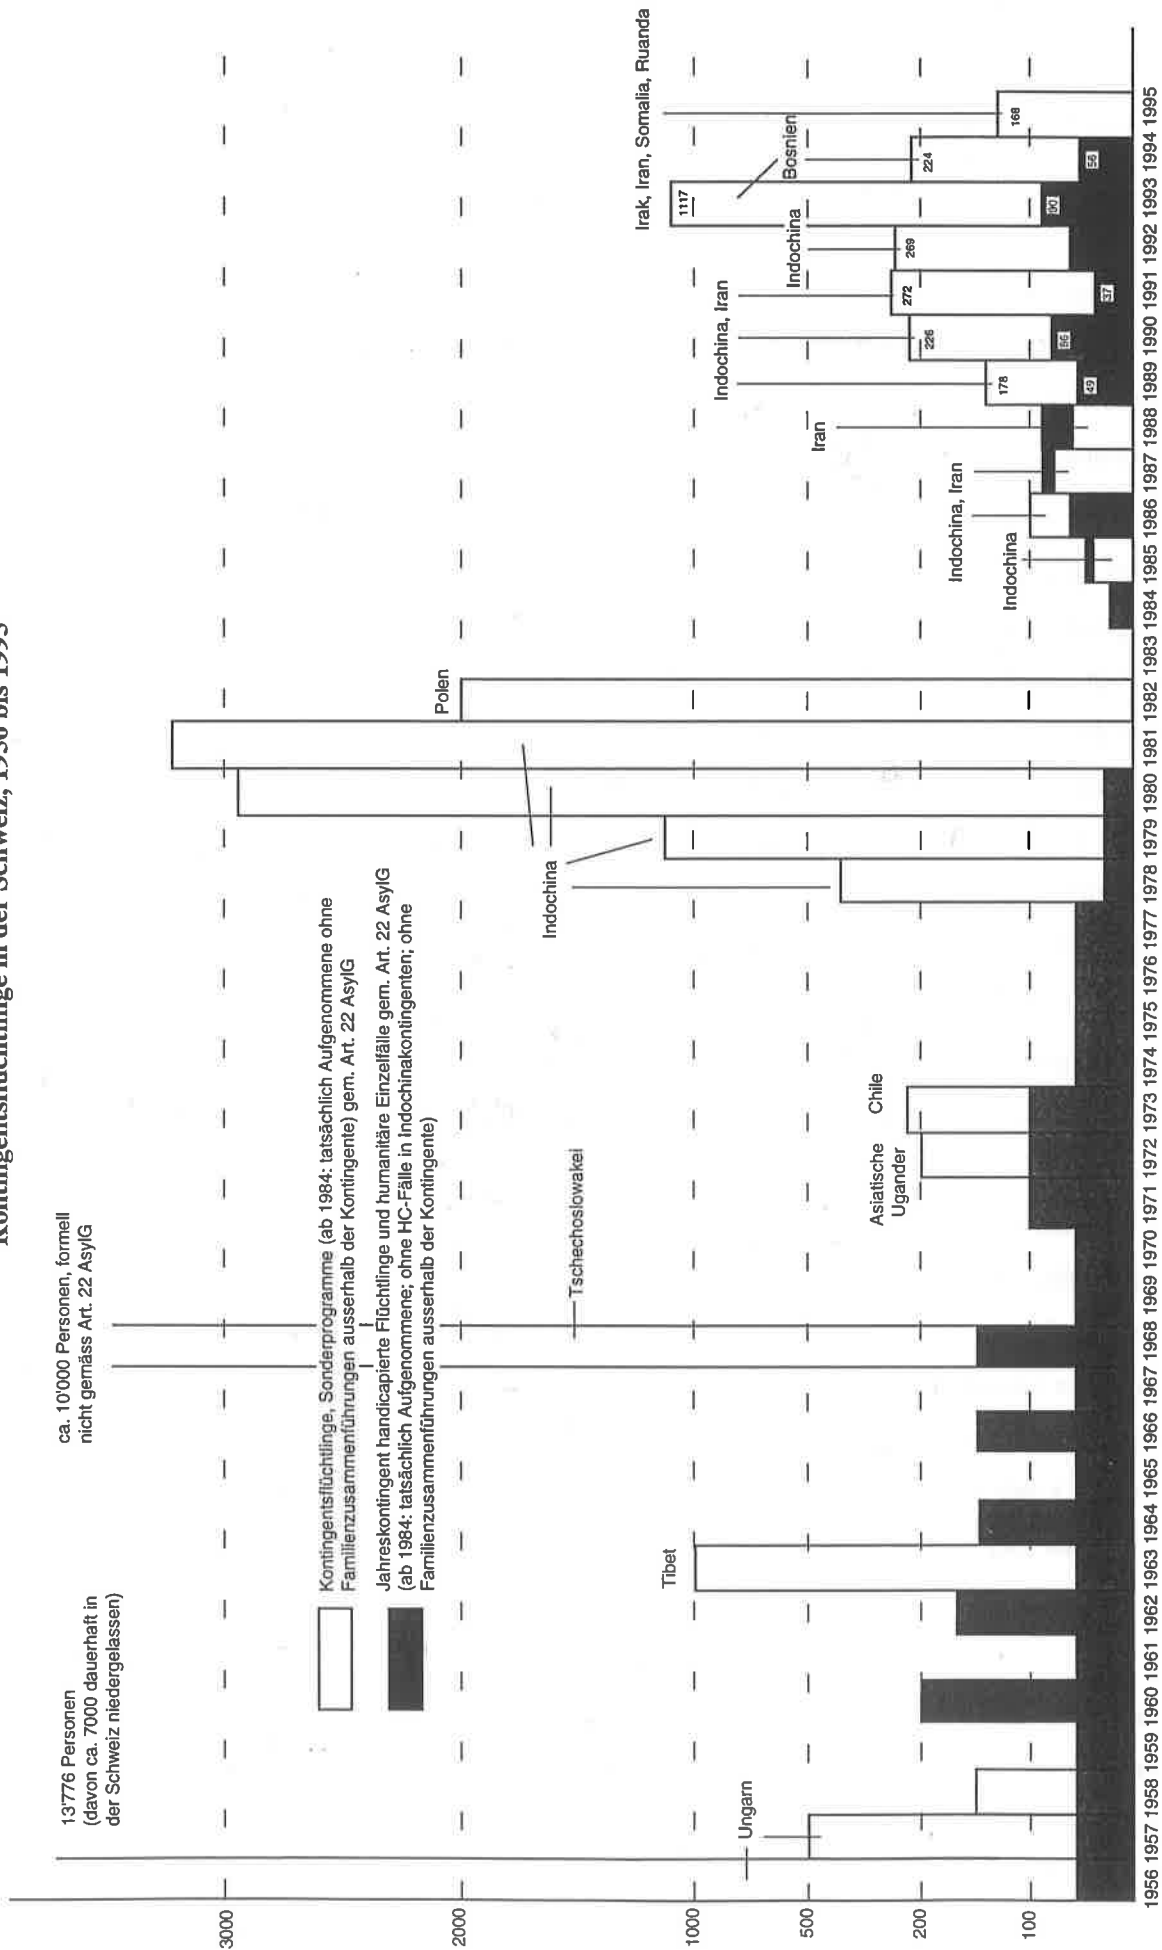 Kontingentsflüchtlinge in der Schweiz, 1956 bis 1995
13'776 Personen
(davon ca. 7000 dauerhaft in
der Schweiz niedergelassen)
ca. 10'000 Personen, formell
nicht gemäss Art. 22 AsylG
Kontingentsflüchtlinge, Sonderprogramme (ab 1984: tatsächlich Aufgenommene ohne
Familienzusammenführungen ausserhalb der Kontingente) gem. Art. 22 AsylG
Jahreskontingent handicapierte Flüchtlinge und humanitäre Einzelfälle gem. Art. 22 AsylG
(ab 1984: tatsächlich Aufgenommene; ohne HC-Fälle in Indochinakontingenten; ohne
Familienzusammenführungen ausserhalb der Kontingente)
3000
2000
1000
500
200
100
Ungarn
Tibet
Tschechoslowakei
Asiatische
Ugander
Chile
Indochina
Polen
Indochina
Indochina, Iran
Iran
Indochina, Iran
Indochina
Bosnien
Irak, Iran, Somalia, Ruanda
178
226
272
269
1117
224
168
49
37
56
1956 1957 1958 1959 1960 1961 1962 1963 1964 1965 1966 1967 1968 1969 1970 1971 1972 1973 1974 1975 1976 1977 1978 1979 1980 1981 1982 1983 1984 1985 1986 1987 1988 1989 1990 1991 1992 1993 1994 1995